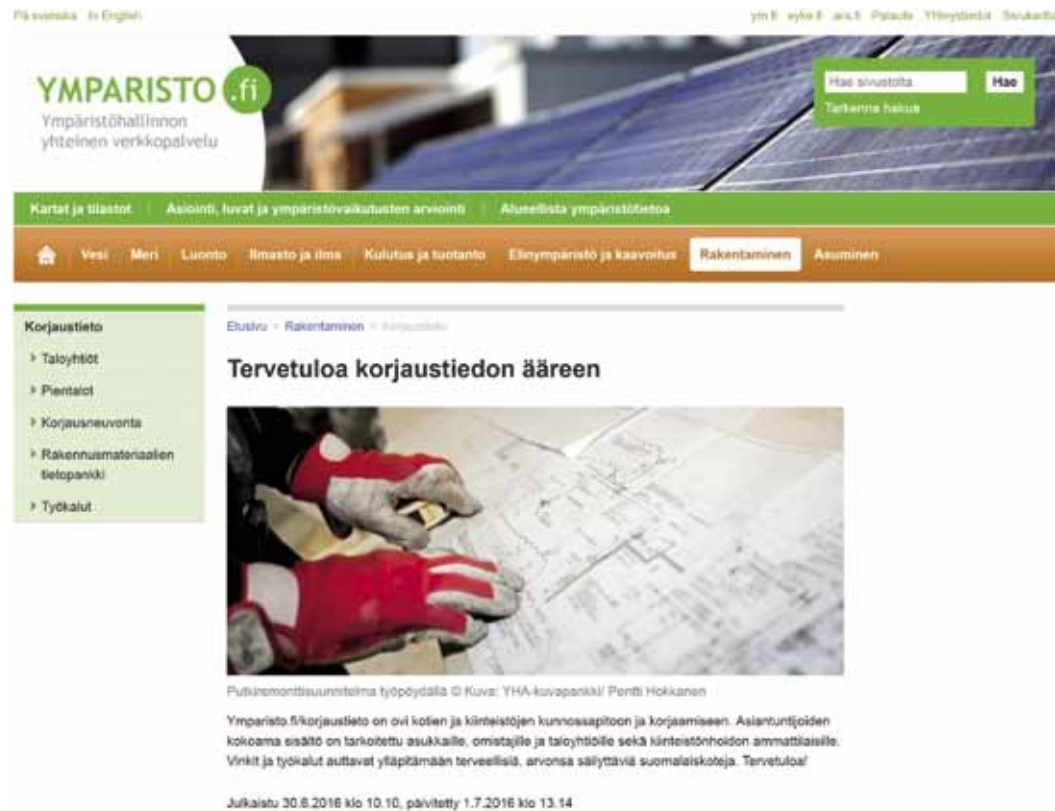 På svenska In English
ym.fi syke.fi ara.fi Palaute Yhteystiedot Sivukartta
YMPARISTO.fi
Ympäristöhallinnon
yhteinen verkkopalvelu
Hae sivustolta
Hae
Tarkenna hakua
Kartat ja tilastot
Asiointi, luvat ja ympäristövaikutusten arviointi
Alueellista ympäristötietoa
Vesi
Meri
Luonto
Ilmasto ja ilma
Kulutus ja tuotanto
Elinympäristö ja kaavoitus
Rakentaminen
Asuminen
Korjaustieto
Taloyhtiöt
Pientalot
Korjausneuvonta
Rakennusmateriaalien
tietopankki
Työkalut
Etusivu > Rakentaminen > Korjaustieto
Tervetuloa korjaustiedon ääreen
Putkiremonttisuunnitelma työpöydällä © Kuva: YHA-kuvapankki/ Pentti Hokkanen
Ymparisto.fi/korjaustieto on ovi kotien ja kiinteistöjen kunnossapitoon ja korjaamiseen. Asiantuntijoiden
kokoama sisältö on tarkoitettu asukkaille, omistajille ja taloyhtiöille sekä kiinteistönhoidon ammattilaisille.
Vinkit ja työkalut auttavat ylläpitämään terveellisiä, arvonsa säilyttäviä suomalaiskoteja. Tervetuloa!
Julkaistu 30.6.2016 klo 10.10, päivitetty 1.7.2016 klo 13.14